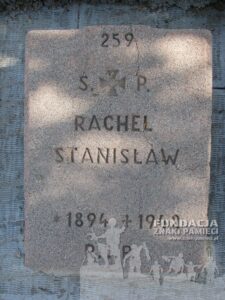 259
S. P.
RACHEL
STANISŁAW
* 1894 +
R. P.
FUNDACJA
ZNAKI PAMIĘCI